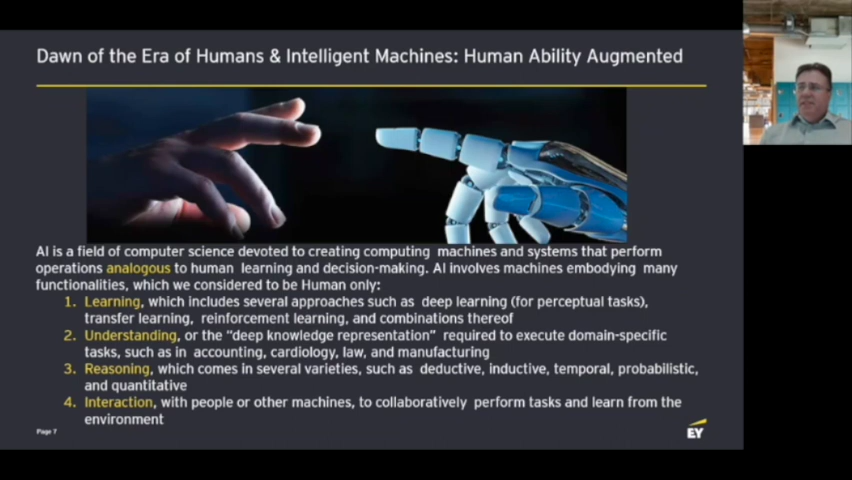 Dawn of the Era of Humans & Intelligent Machines: Human Ability Augmented
AI is a field of computer science devoted to creating computing machines and systems that perform
operations analogous to human learning and decision-making. AI involves machines embodying many
functionalities, which we considered to be Human only:
1. Learning, which includes several approaches such as deep learning (for perceptual tasks),
transfer learning, reinforcement learning, and combinations thereof
2. Understanding, or the “deep knowledge representation” required to execute domain-specific
tasks, such as in accounting, cardiology, law, and manufacturing
3. Reasoning, which comes in several varieties, such as deductive, inductive, temporal, probabilistic,
and quantitative
4. Interaction, with people or other machines, to collaboratively perform tasks and learn from the
environment
Page 7
EY